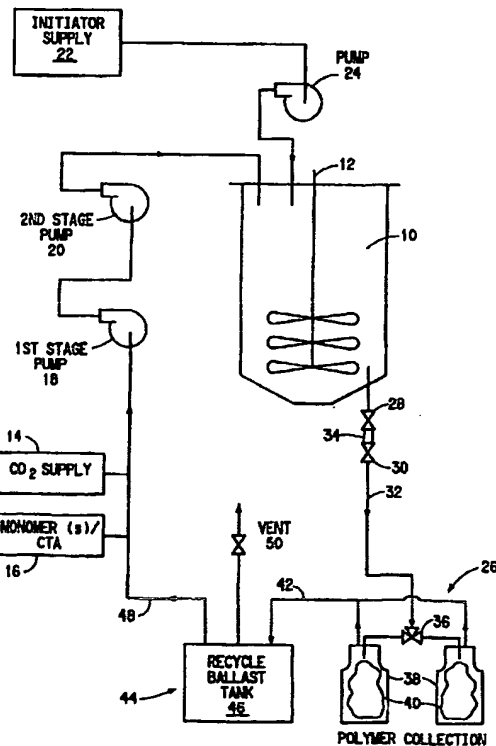 INITIATOR
SUPPLY
22
PUMP
24
12
2ND STAGE
PUMP
20
10
1ST STAGE
PUMP
18
14
CO2 SUPPLY
28
34
30
32
MONOMER (s)/
CTA
16
VENT
50
26
42
48
36
44
RECYCLE
BALLAST
TANK
46
38
40
POLYMER COLLECTION